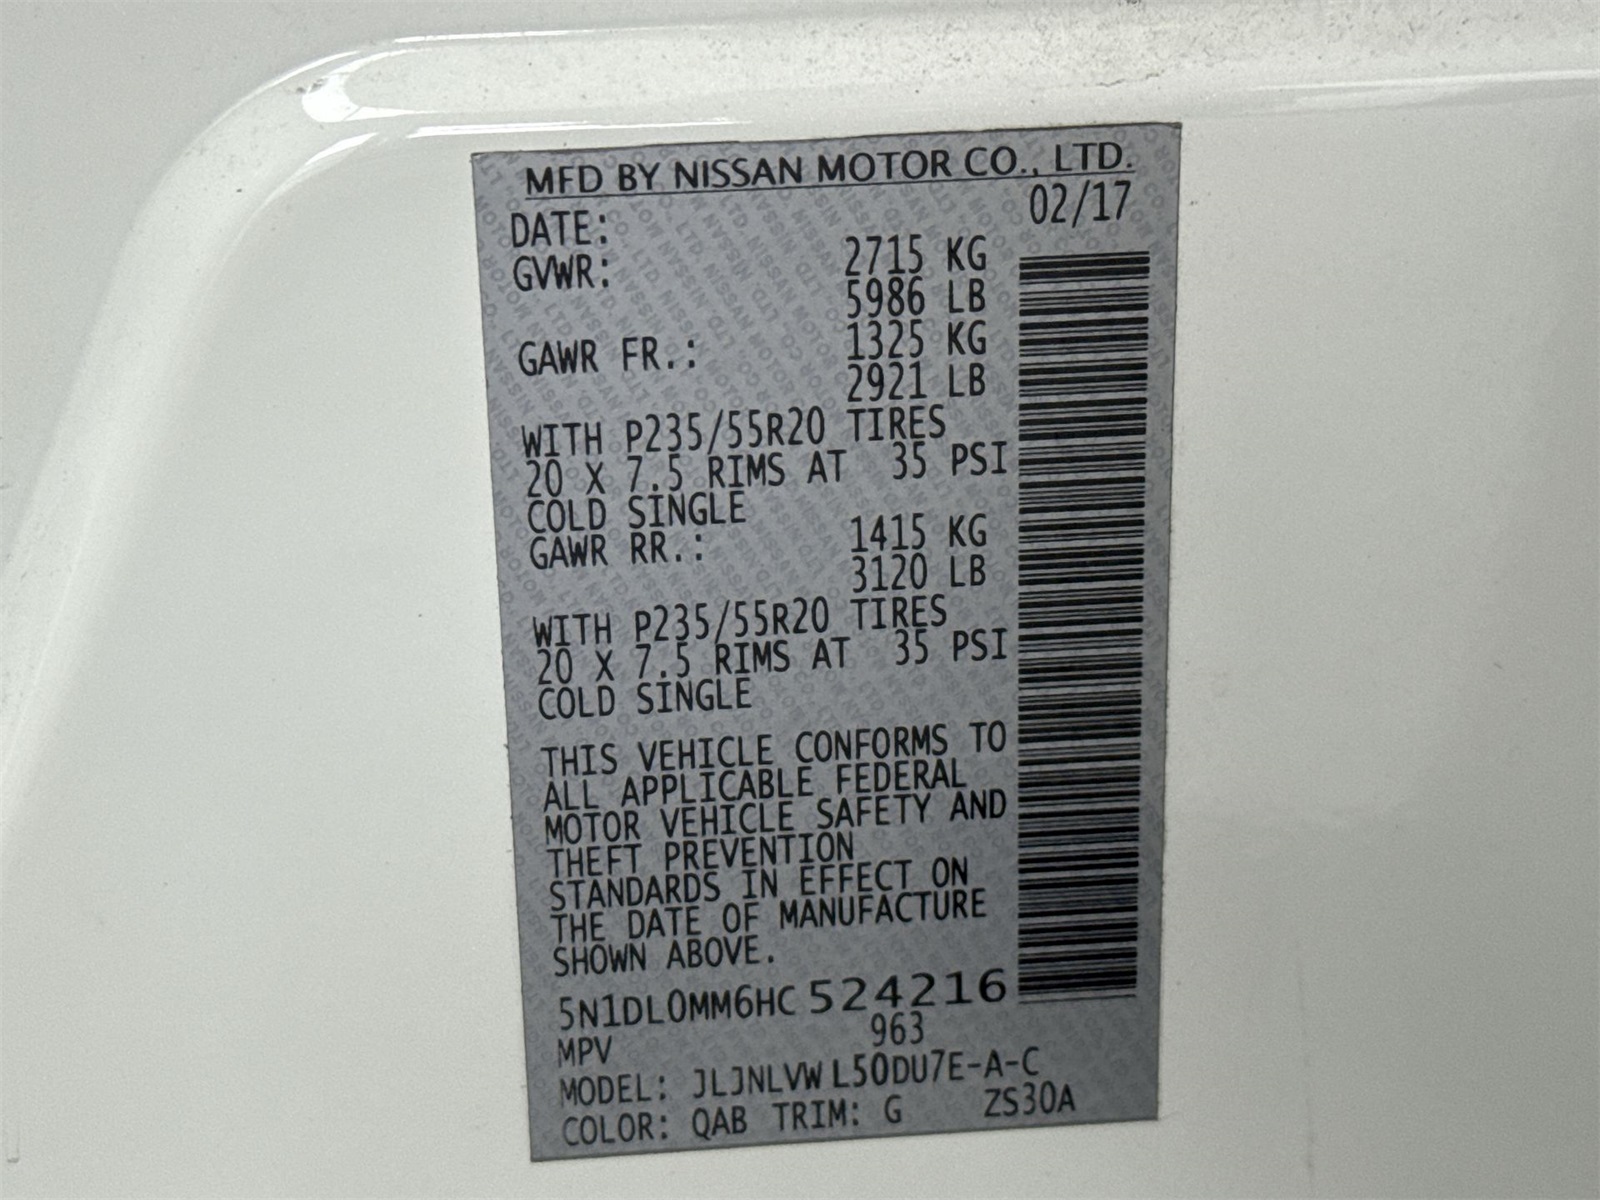 MFD BY NISSAN MOTOR CO., LTD.
DATE: 02/17
GVWR: 2715 KG
5986 LB
GAWR FR.: 1325 KG
2921 LB
WITH P235/55R20 TIRES
20 X 7.5 RIMS AT 35 PSI
COLD SINGLE
GAWR RR.: 1415 KG
3120 LB
WITH P235/55R20 TIRES
20 X 7.5 RIMS AT 35 PSI
COLD SINGLE
THIS VEHICLE CONFORMS TO
ALL APPLICABLE FEDERAL
MOTOR VEHICLE SAFETY AND
THEFT PREVENTION
STANDARDS IN EFFECT ON
THE DATE OF MANUFACTURE
SHOWN ABOVE.
5N1DL0MM6HC524216
MPV 963
MODEL: JLJNLVWL50DU7E-A-C
COLOR: QAB TRIM: G ZS30A